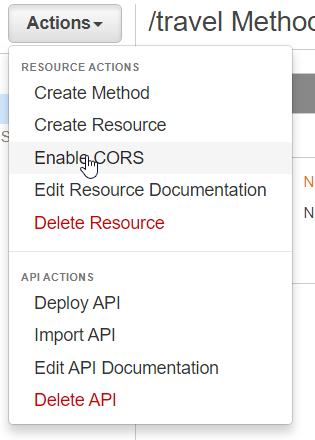 Actions
/travel Metho
RESOURCE ACTIONS
Create Method
Create Resource
Enable CORS
Edit Resource Documentation
Delete Resource
API ACTIONS
Deploy API
Import API
Edit API Documentation
Delete API
S
N
N